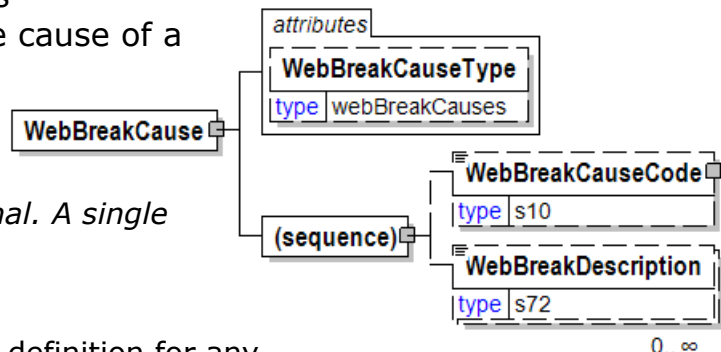 s
e cause of a
nal. A single
definition for any
attributes
WebBreakCauseType
type webBreakCauses
WebBreakCause
WebBreakCauseCode
type s10
(sequence)
WebBreakDescription
type s72
0..∞